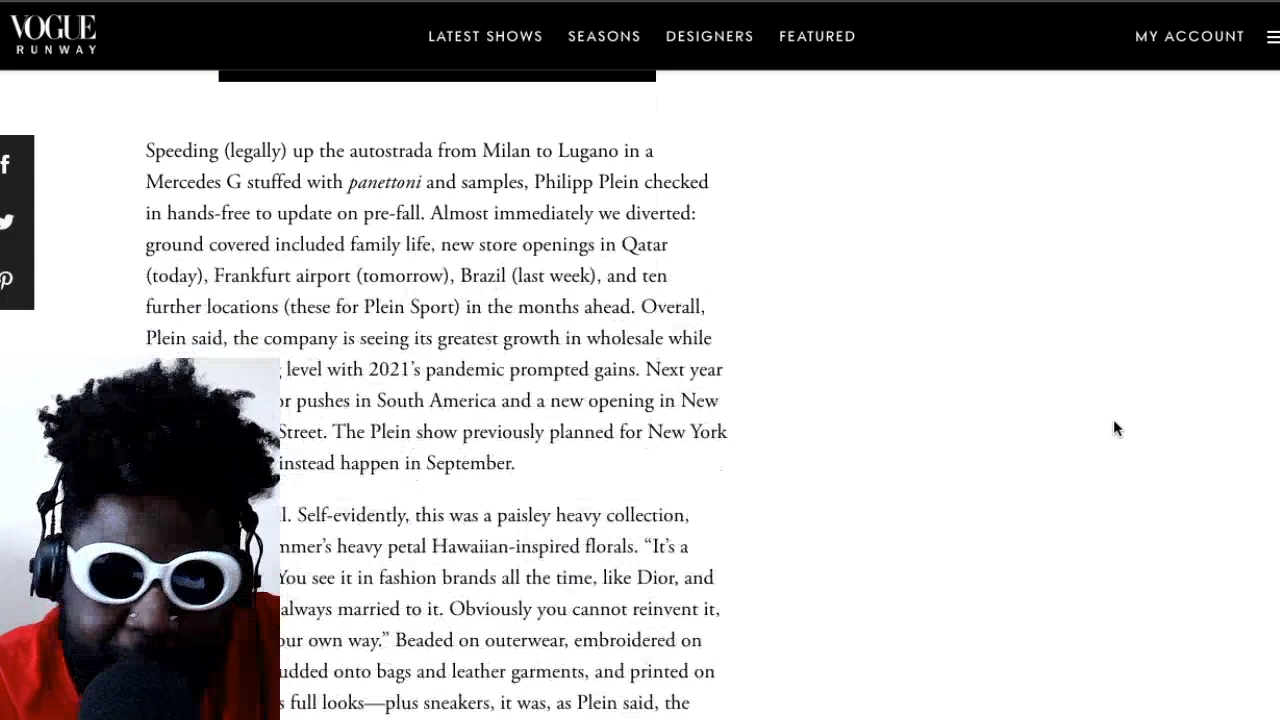 VOGUE
RUNWAY
LATEST SHOWS SEASONS DESIGNERS FEATURED
MY ACCOUNT
Speeding (legally) up the autostrada from Milan to Lugano in a
Mercedes G stuffed with panettoni and samples, Philipp Plein checked
in hands-free to update on pre-fall. Almost immediately we diverted:
ground covered included family life, new store openings in Qatar
(today), Frankfurt airport (tomorrow), Brazil (last week), and ten
further locations (these for Plein Sport) in the months ahead. Overall,
Plein said, the company is seeing its greatest growth in wholesale while
level with 2021’s pandemic prompted gains. Next year
pushes in South America and a new opening in New
Street. The Plein show previously planned for New York
instead happen in September.
Self-evidently, this was a paisley heavy collection,
heavy petal Hawaiian-inspired florals. “It’s a
You see it in fashion brands all the time, like Dior, and
always married to it. Obviously you cannot reinvent it,
our own way.” Beaded on outerwear, embroidered on
onto bags and leather garments, and printed on
full looks—plus sneakers, it was, as Plein said, the